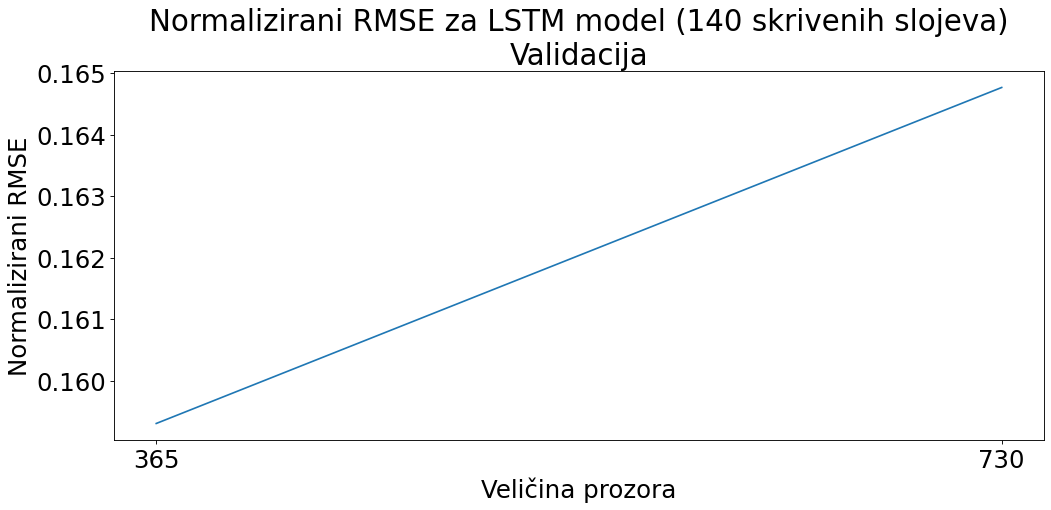 Normalizirani RMSE za LSTM model (140 skrivenih slojeva)
Validacija
Normalizirani RMSE
0.165
0.164
0.163
0.162
0.161
0.160
365
730
Veličina prozora